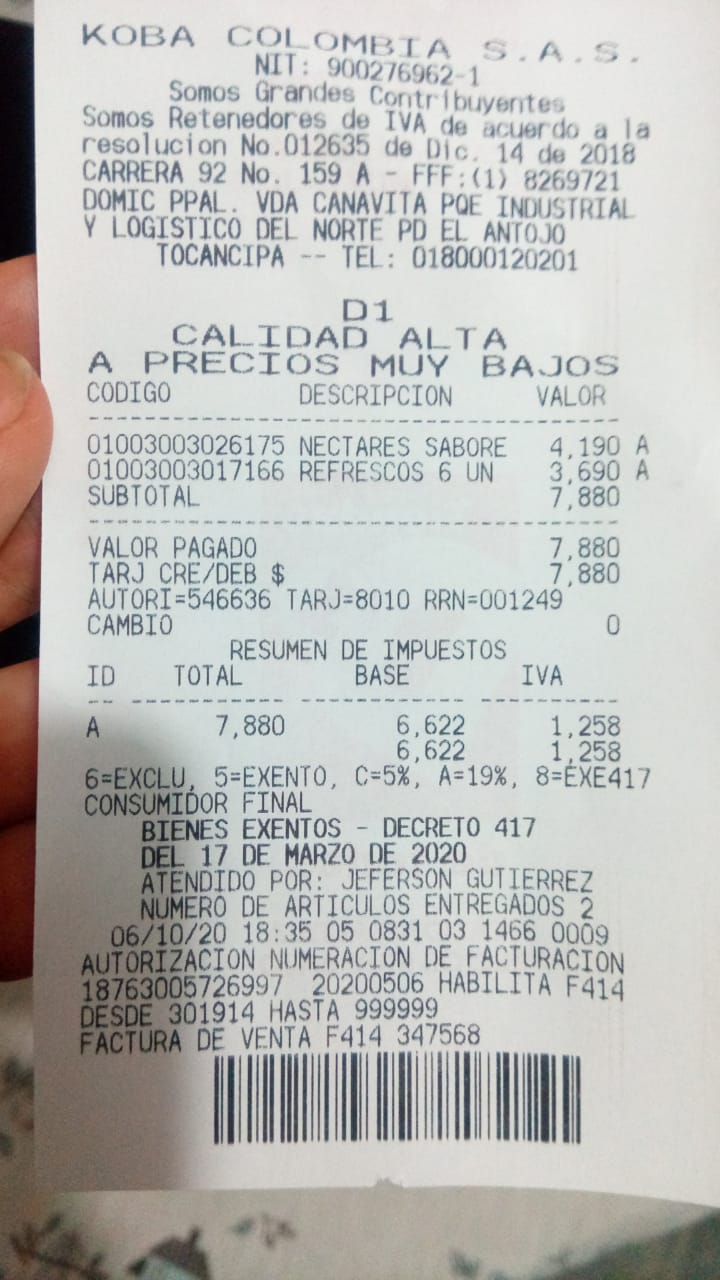 KOBA COLOMBIA S.A.S.
NIT: 900276962-1
Somos Grandes Contribuyentes
Somos Retenedores de IVA de acuerdo a la
resolucion No.012635 de Dic. 14 de 2018
CARRERA 92 No. 159 A - FFF:(1) 8269721
DOMIC PPAL. VDA CANAVITA PQE INDUSTRIAL
Y LOGISTICO DEL NORTE PD EL ANTOJO
TOCANCIPA -- TEL: 018000120201
D1
CALIDAD ALTA
A PRECIOS MUY BAJOS
CODIGO DESCRIPCION VALOR
01003003026175 NECTARES SABORE 4,190 A
01003003017166 REFRESCOS 6 UN 3,690 A
SUBTOTAL 7,880
VALOR PAGADO 7,880
TARJ CRE/DEB $ 7,880
AUTORI=546636 TARJ=8010 RRN=001249
CAMBIO 0
RESUMEN DE IMPUESTOS
ID TOTAL BASE IVA
A 7,880 6,622 1,258
6,622 1,258
6=EXCLU, 5=EXENTO, C=5%, A=19%, 8=EXE417
CONSUMIDOR FINAL
BIENES EXENTOS - DECRETO 417
DEL 17 DE MARZO DE 2020
ATENDIDO POR: JEFERSON GUTIERREZ
NUMERO DE ARTICULOS ENTREGADOS 2
06/10/20 18:35 05 0831 03 1466 0009
AUTORIZACION NUMERACION DE FACTURACION
18763005726997 20200506 HABILITA F414
DESDE 301914 HASTA 999999
FACTURA DE VENTA F414 347568